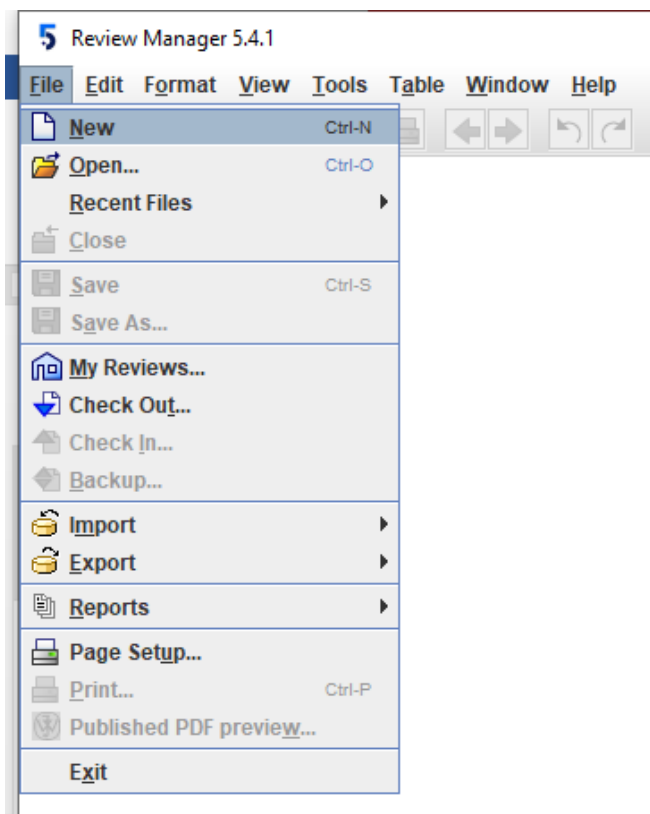 5 Review Manager 5.4.1
File Edit Format View Tools Table Window Help
New Ctrl-N
Open... Ctrl-O
Recent Files
Close
Save Ctrl-S
Save As...
My Reviews...
Check Out...
Check In...
Backup...
Import
Export
Reports
Page Setup...
Print... Ctrl-P
Published PDF preview...
Exit